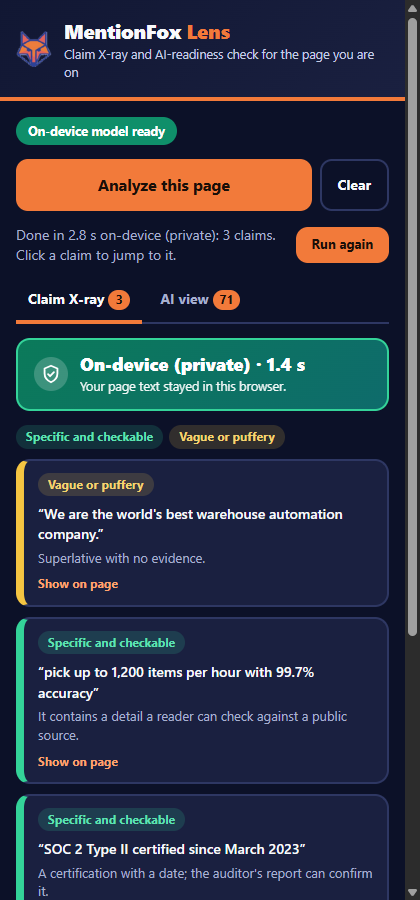 MentionFox Lens
Claim X-ray and AI-readiness check for the page you are
on
On-device model ready
Analyze this page
Clear
Done in 2.8 s on-device (private): 3 claims.
Click a claim to jump to it.
Run again
Claim X-ray 3
AI view 71
On-device (private) · 1.4 s
Your page text stayed in this browser.
Specific and checkable
Vague or puffery
Vague or puffery
“We are the world's best warehouse automation
company.”
Superlative with no evidence.
Show on page
Specific and checkable
“pick up to 1,200 items per hour with 99.7%
accuracy”
It contains a detail a reader can check against a public
source.
Show on page
Specific and checkable
“SOC 2 Type II certified since March 2023”
A certification with a date; the auditor's report can confirm
it.